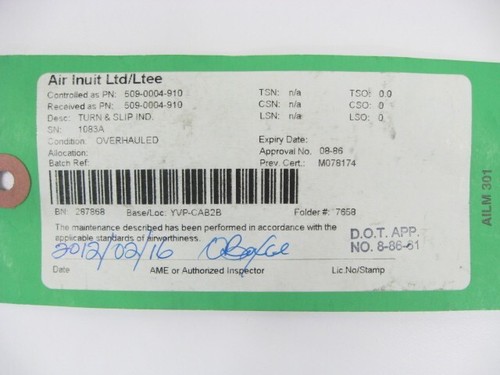 Air Inuit Ltd/Ltee
Controlled as PN: 509-0004-910 TSN: n/a TSO: 0.0
Received as PN: 509-0004-910 CSN: n/a CSO: 0
Desc: TURN & SLIP IND. LSN: n/a LSO: 0
SN: 1083A
Condition: OVERHAULED Expiry Date:
Allocation: Approval No. 08-86
Batch Ref: Prev. Cert.: M078174
BN: 267868 Base/Loc: YVP-CAB2B Folder #: 7658
The maintenance described has been performed in accordance with the
applicable standards of airworthiness.
D.O.T. APP.
NO. 8-86-61
2012/02/16
Date AME or Authorized Inspector Lic.No/Stamp
AILM 301